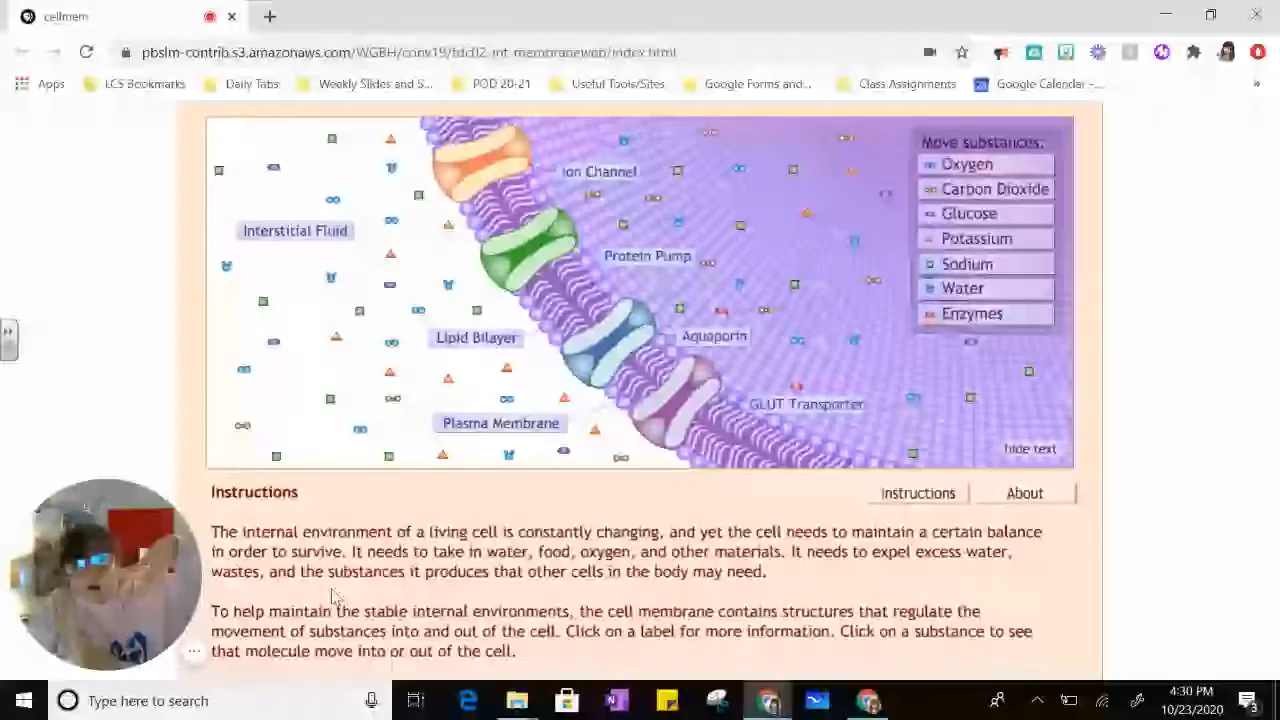 cellmem
pbslm-contrib.s3.amazonaws.com/WGBH/conv19/tdc02_int_membraneweb/index.html
Apps LCS Bookmarks Daily Tabs Weekly Slides and S... POD 20-21 Useful Tools/Sites Google Forms and... Class Assignments Google Calendar -...
Move substances:
Oxygen
Carbon Dioxide
Glucose
Potassium
Sodium
Water
Enzymes
Ion Channel
Intersticial Fluid
Protein Pump
Lipid Bilayer
Aquaporin
GLUT Transporter
Plasma Membrane
hide text
Instructions
Instructions About
The internal environment of a living cell is constantly changing, and yet the cell needs to maintain a certain balance
in order to survive. It needs to take in water, food, oxygen, and other materials. It needs to expel excess water,
wastes, and the substances it produces that other cells in the body may need.
To help maintain the stable internal environments, the cell membrane contains structures that regulate the
movement of substances into and out of the cell. Click on a label for more information. Click on a substance to see
that molecule move into or out of the cell.
Type here to search
4:30 PM
10/23/2020
3